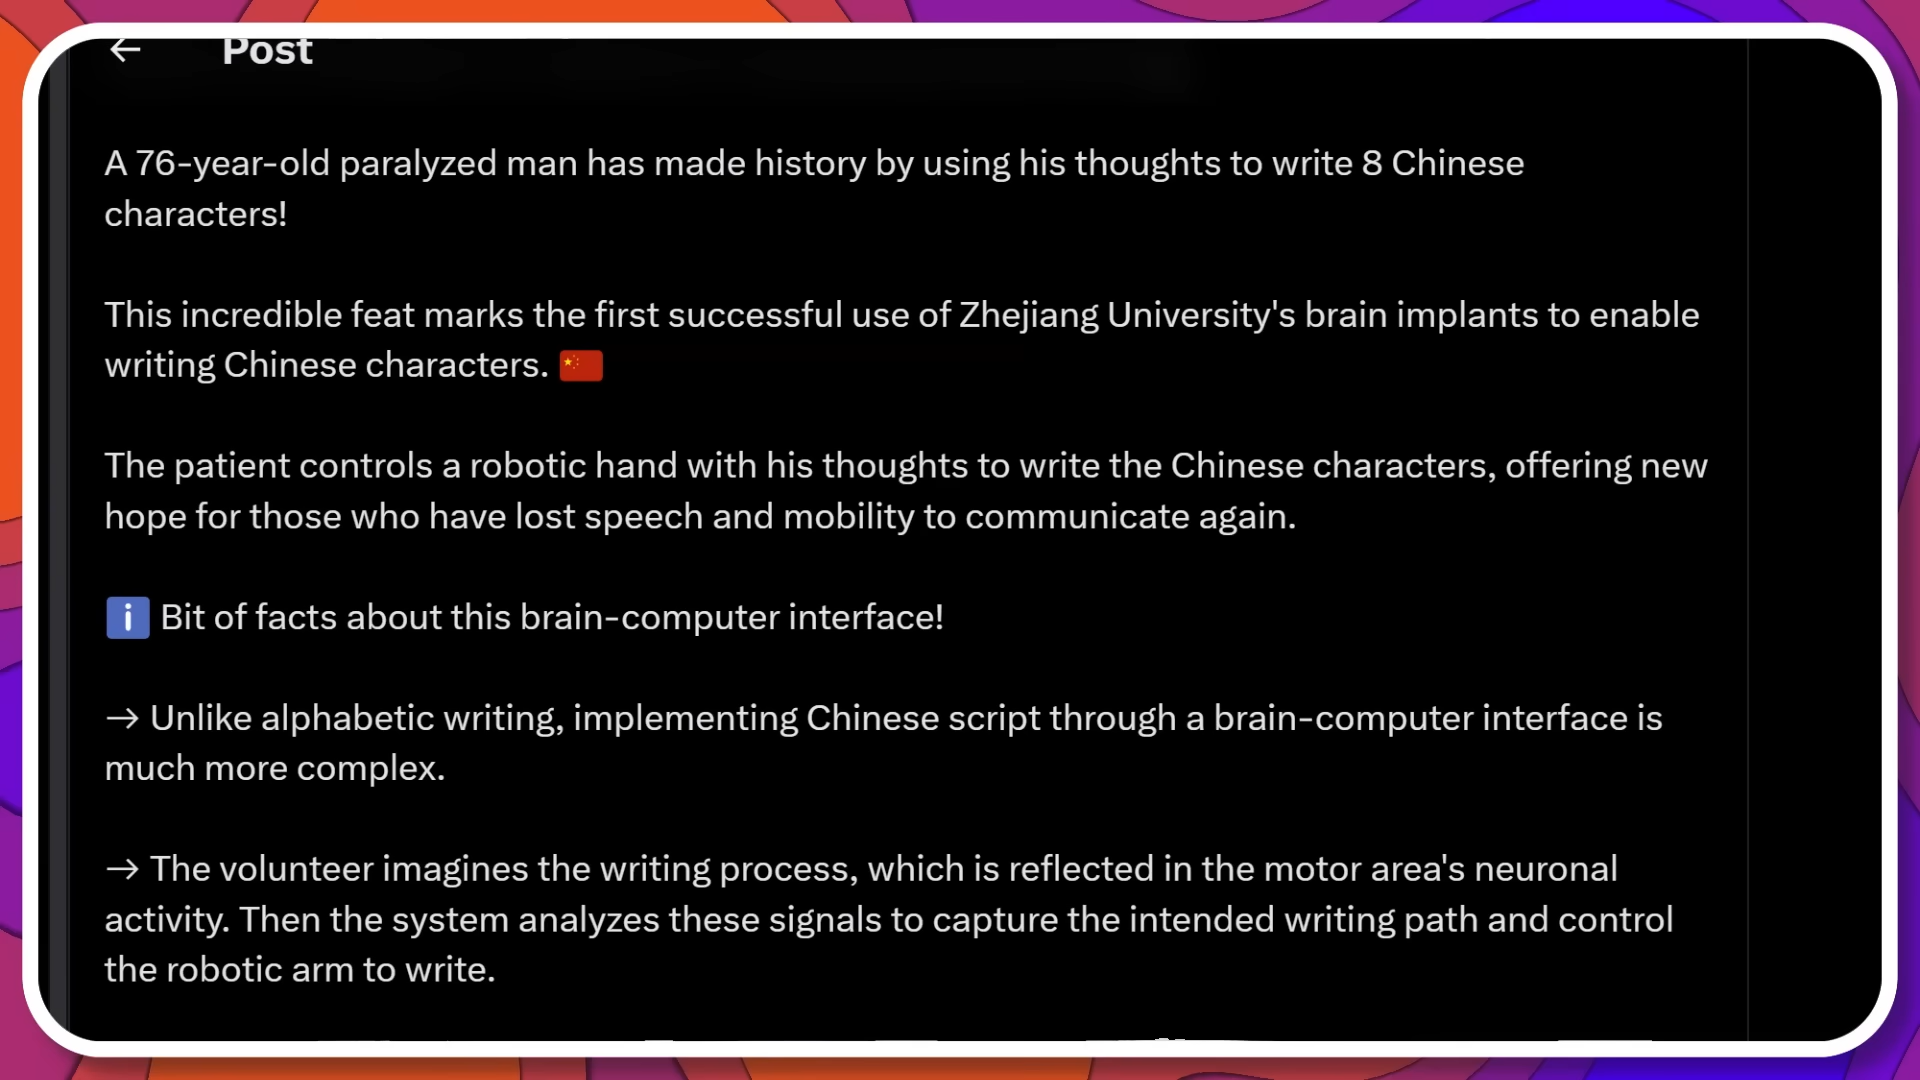 ← Post
A 76-year-old paralyzed man has made history by using his thoughts to write 8 Chinese
characters!
This incredible feat marks the first successful use of Zhejiang University's brain implants to enable
writing Chinese characters. 🇨🇳
The patient controls a robotic hand with his thoughts to write the Chinese characters, offering new
hope for those who have lost speech and mobility to communicate again.
ℹ️ Bit of facts about this brain-computer interface!
→ Unlike alphabetic writing, implementing Chinese script through a brain-computer interface is
much more complex.
→ The volunteer imagines the writing process, which is reflected in the motor area's neuronal
activity. Then the system analyzes these signals to capture the intended writing path and control
the robotic arm to write.